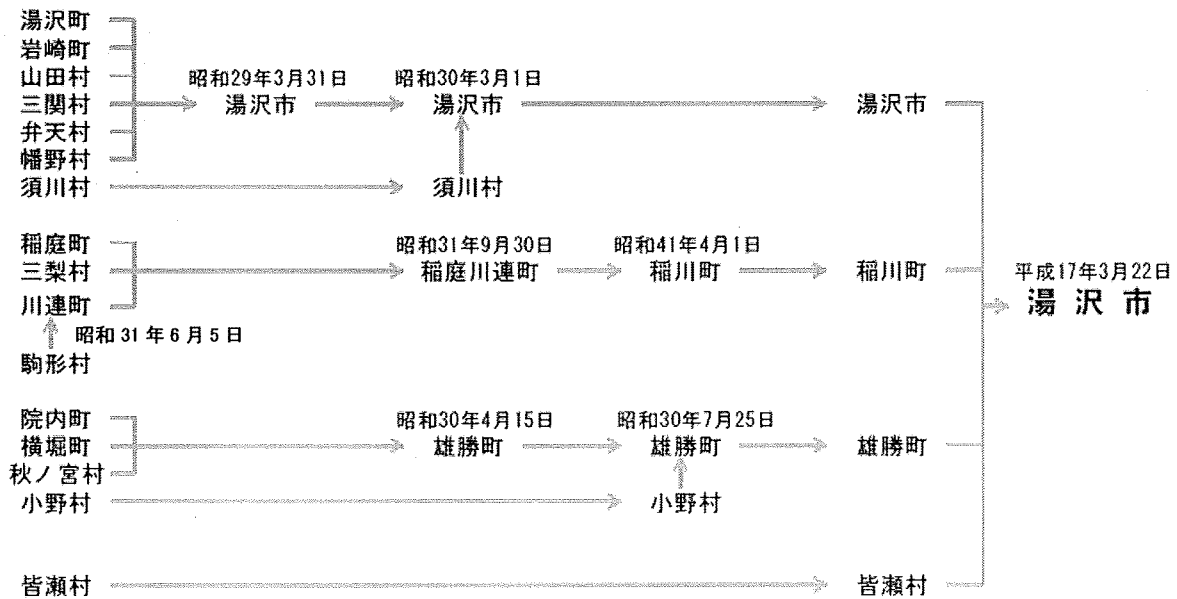 湯沢町
岩崎町
山田村
三関村
弁天村
幡野村
須川村
昭和29年3月31日
湯沢市
昭和30年3月1日
湯沢市
須川村
湯沢市
稲庭町
三梨村
川連町
昭和31年6月5日
駒形村
昭和31年9月30日
稲庭川連町
昭和41年4月1日
稲川町
稲川町
院内町
横堀町
秋ノ宮村
小野村
昭和30年4月15日
雄勝町
昭和30年7月25日
雄勝町
小野村
雄勝町
皆瀬村
皆瀬村
平成17年3月22日
湯沢市